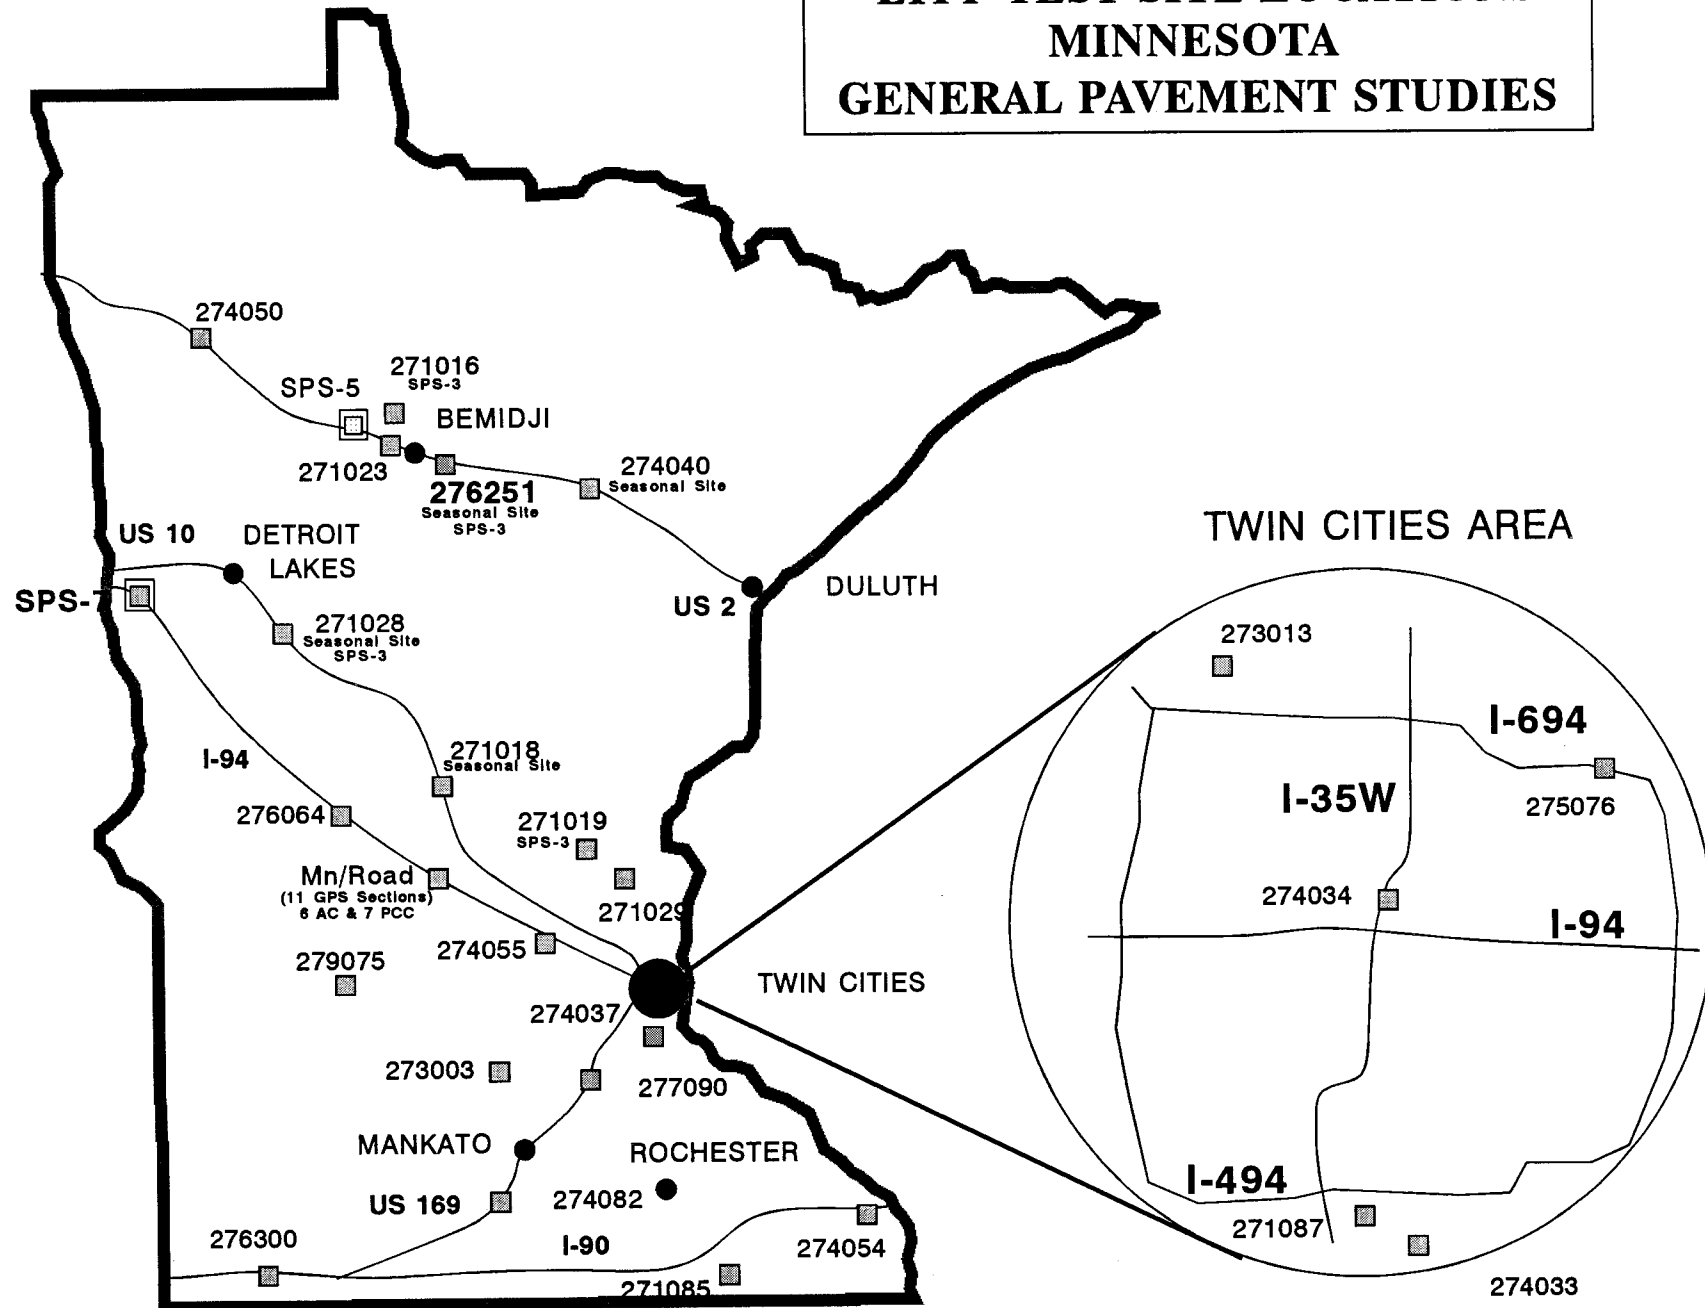 MINNESOTA
GENERAL PAVEMENT STUDIES
274050
271016
SPS-3
SPS-5
BEMIDJI
271023
274040
Seasonal Site
276251
Seasonal Site
SPS-3
US 10
DETROIT
LAKES
SPS-7
DULUTH
US 2
271028
Seasonal Site
SPS-3
271018
Seasonal Site
I-94
276064
271019
SPS-3
Mn/Road
(11 GPS Sections)
6 AC & 7 PCC
271029
274055
279075
TWIN CITIES
274037
273003
277090
MANKATO
ROCHESTER
274082
US 169
276300
I-90
274054
271085
TWIN CITIES AREA
273013
I-694
I-35W
275076
274034
I-94
I-494
271087
274033